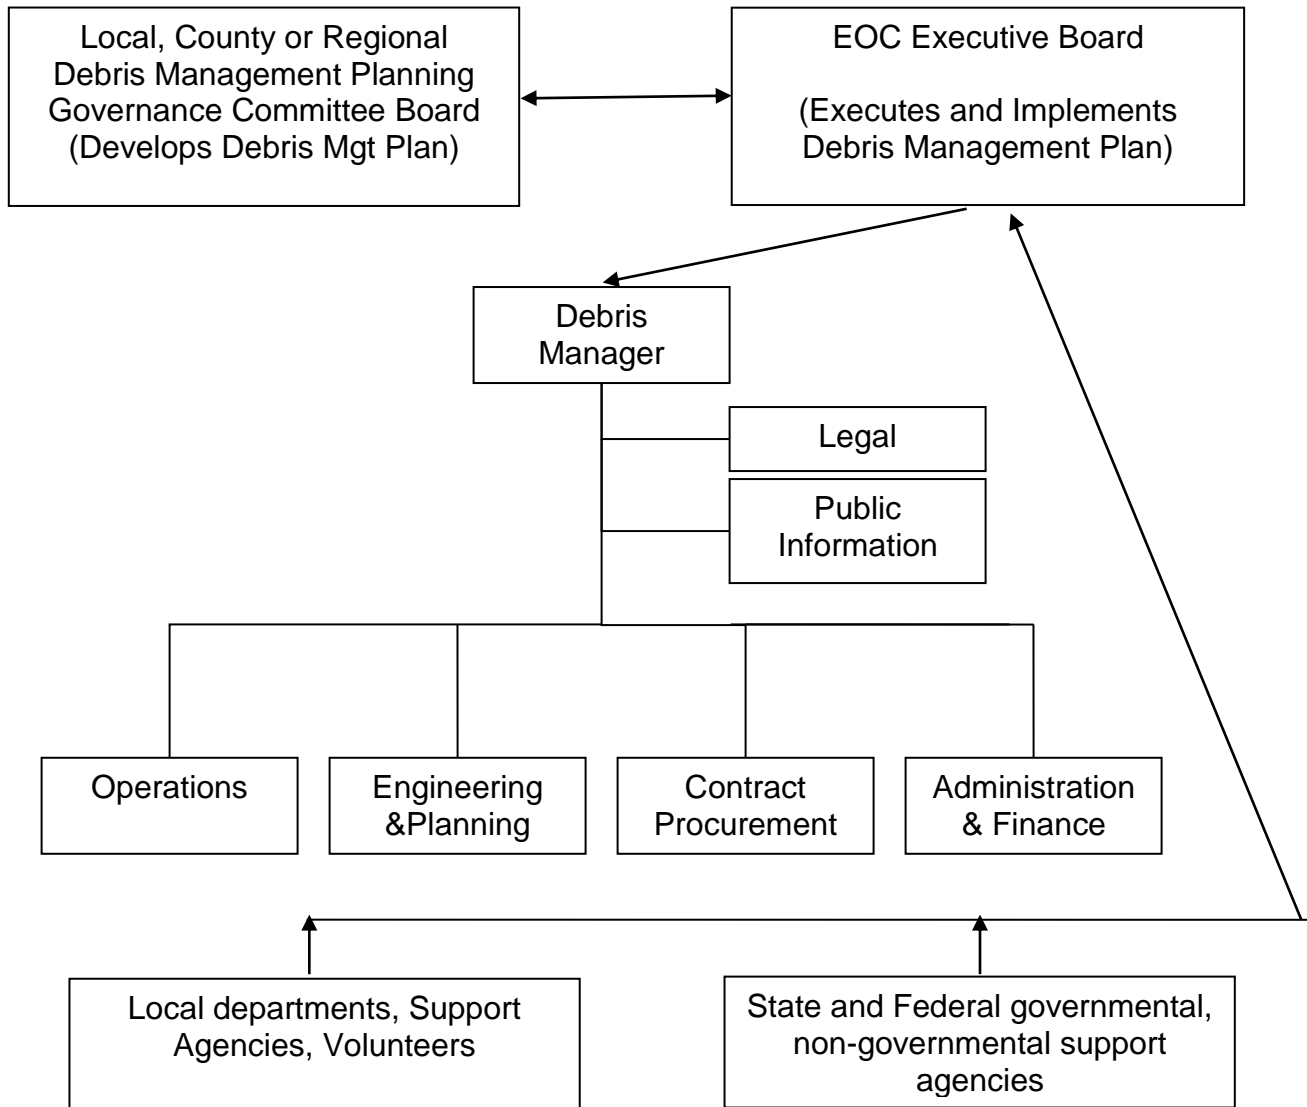 Local, County or Regional
Debris Management Planning
Governance Committee Board
(Develops Debris Mgt Plan)
EOC Executive Board
(Executes and Implements
Debris Management Plan)
Debris
Manager
Legal
Public
Information
Operations
Engineering
&Planning
Contract
Procurement
Administration
& Finance
Local departments, Support
Agencies, Volunteers
State and Federal governmental,
non-governmental support
agencies